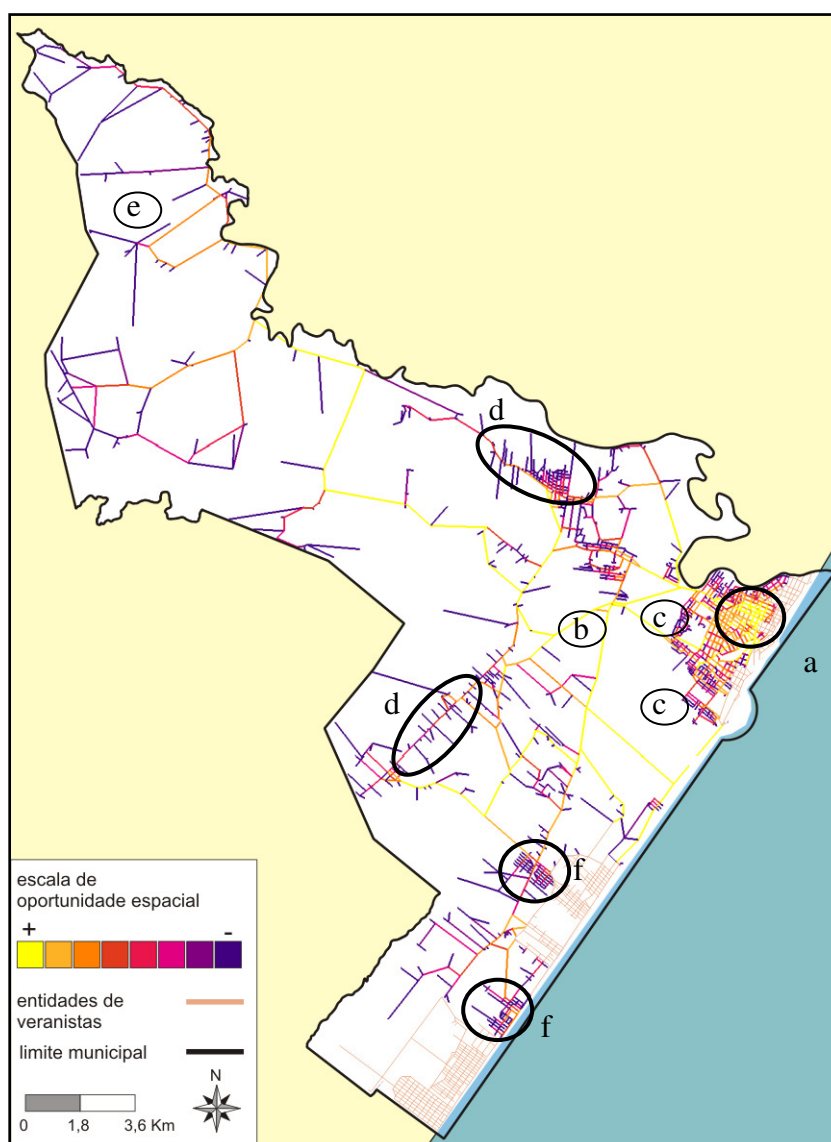 e
d
b
c
a
c
d
f
f
escala de
oportunidade espacial
+ -
entidades de
veranistas
limite municipal
N
0 1,8 3,6 Km